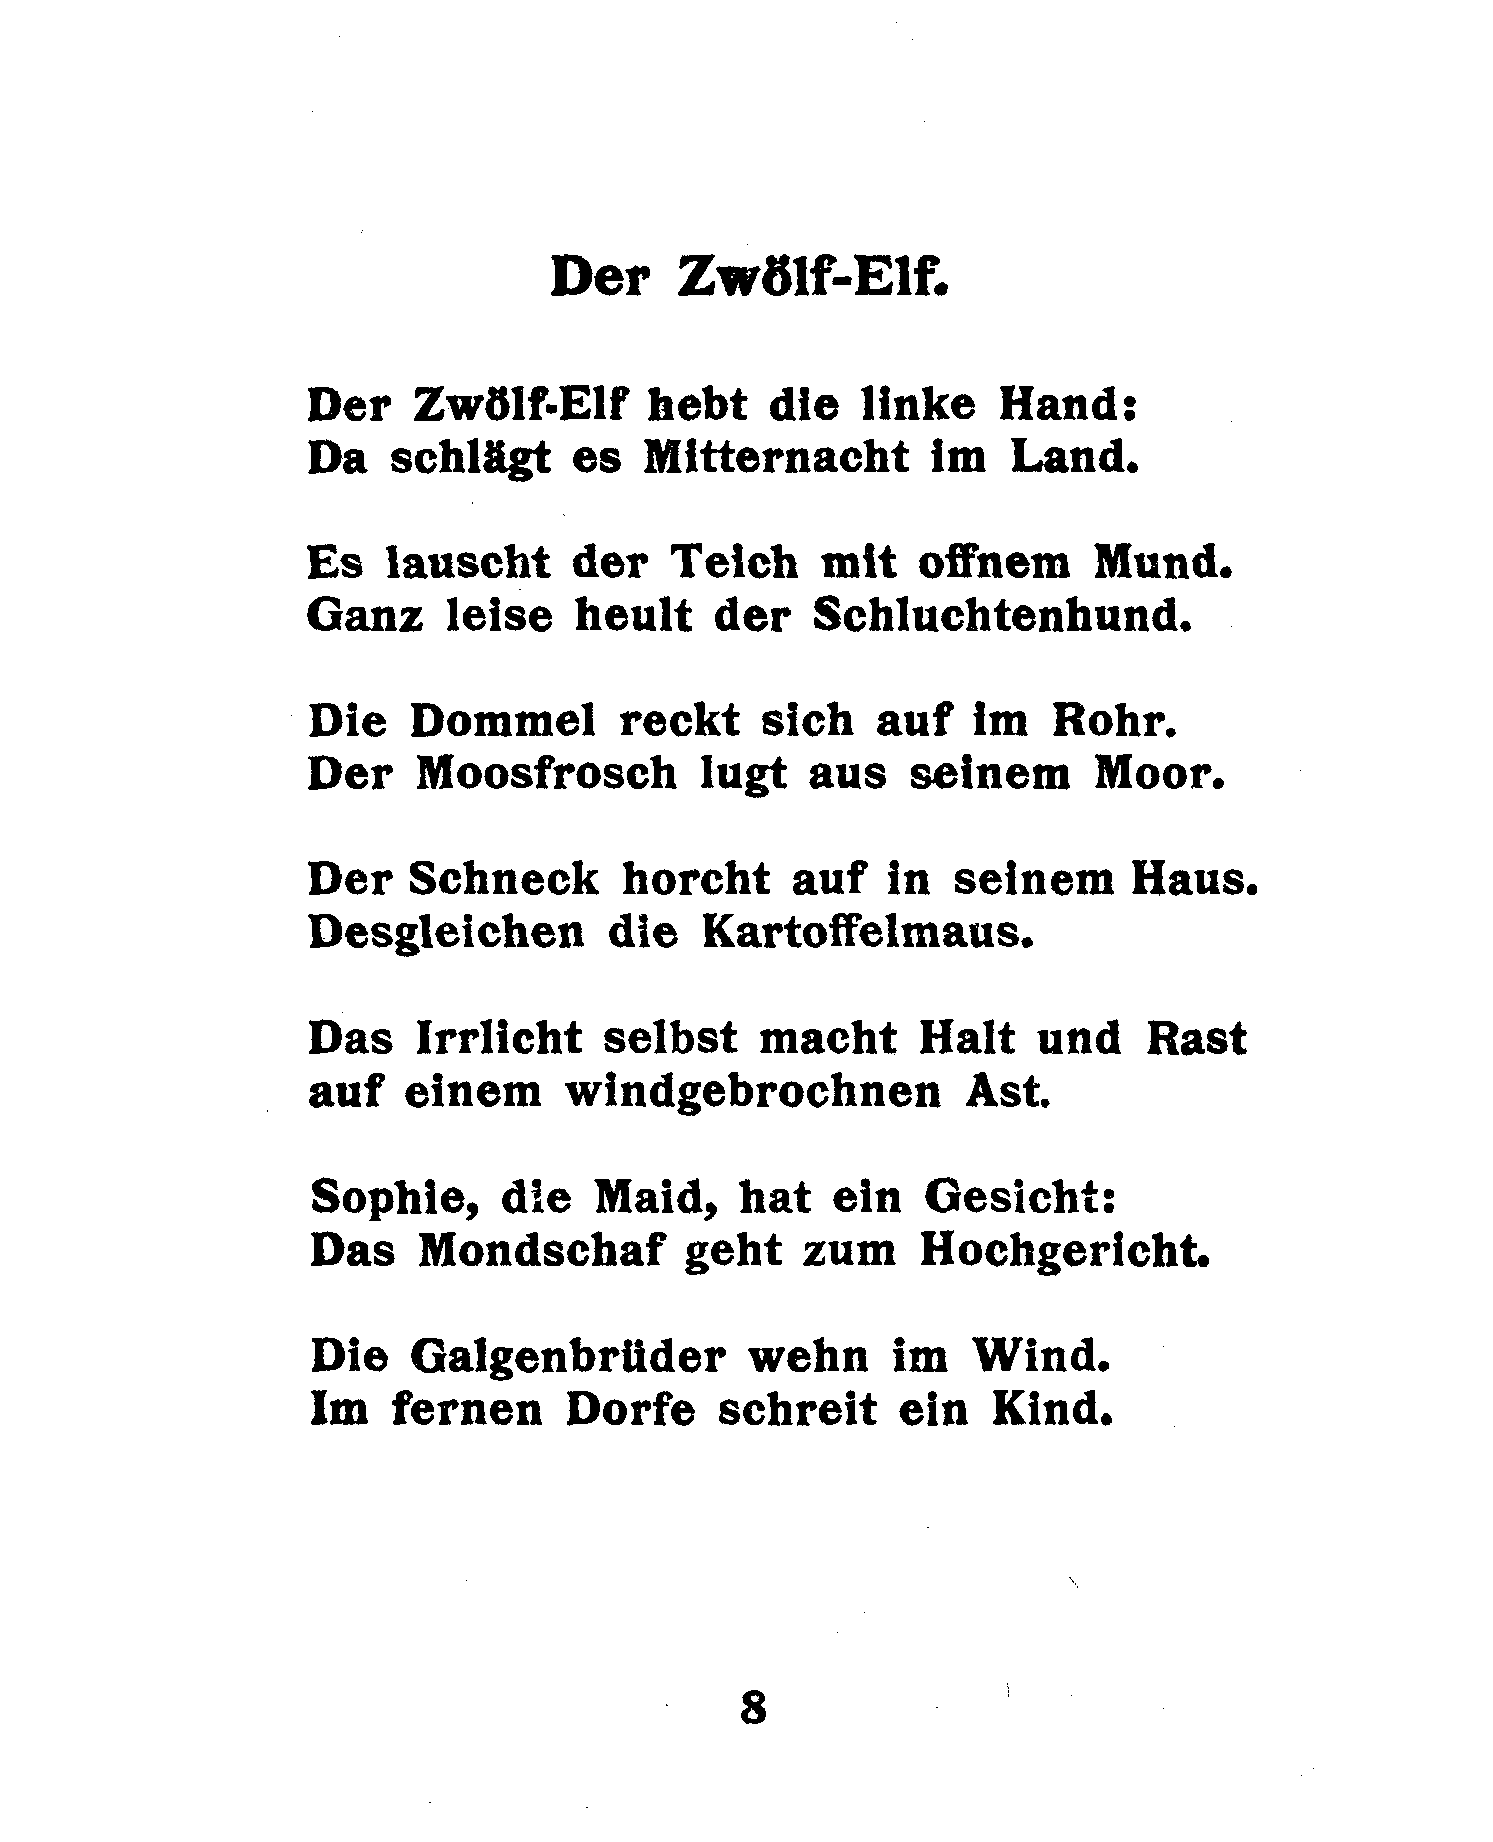 Der Zwölf-Elf.
Der Zwölf-Elf hebt die linke Hand:
Da schlägt es Mitternacht im Land.
Es lauscht der Teich mit offnem Mund.
Ganz leise heult der Schluchtenhund.
Die Dommel reckt sich auf im Rohr.
Der Moosfrosch lugt aus seinem Moor.
Der Schneck horcht auf in seinem Haus.
Desgleichen die Kartoffelmaus.
Das Irrlicht selbst macht Halt und Rast
auf einem windgebrochnen Ast.
Sophie, die Maid, hat ein Gesicht:
Das Mondschaf geht zum Hochgericht.
Die Galgenbrüder wehn im Wind.
Im fernen Dorfe schreit ein Kind.
8